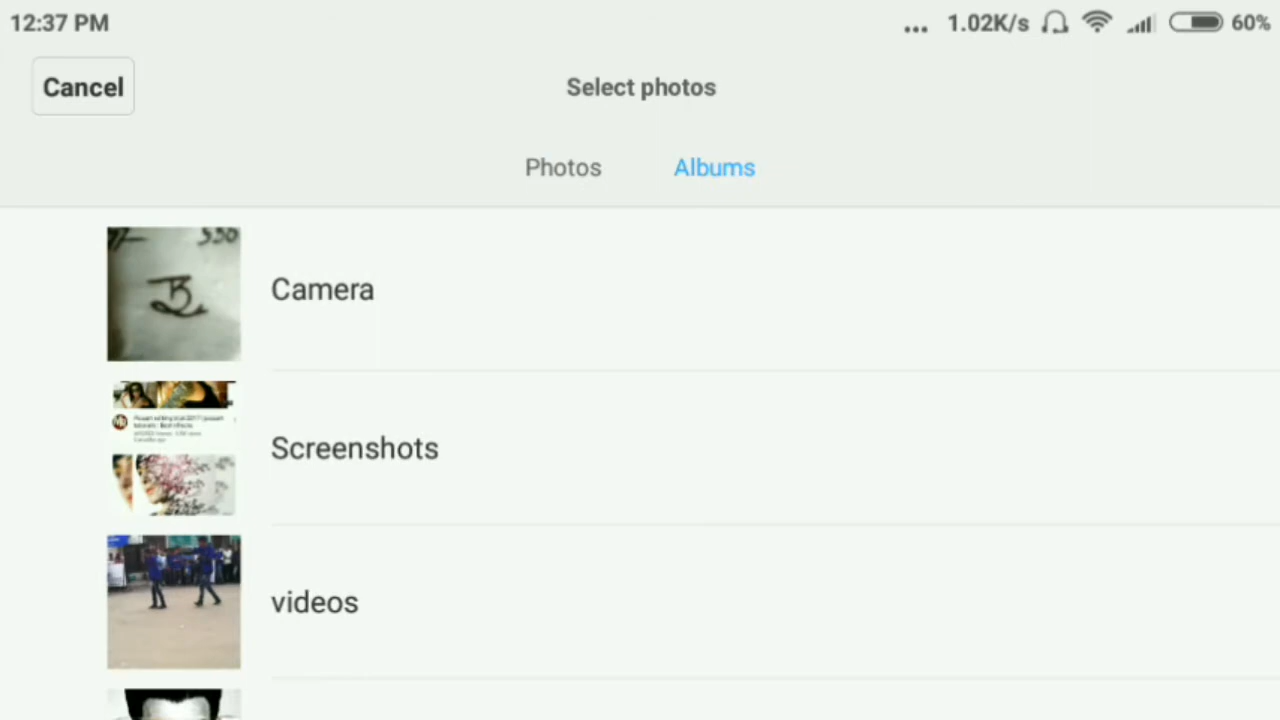 12:37 PM
... 1.02K/s 60%
Cancel
Select photos
Photos
Albums
Camera
Screenshots
videos